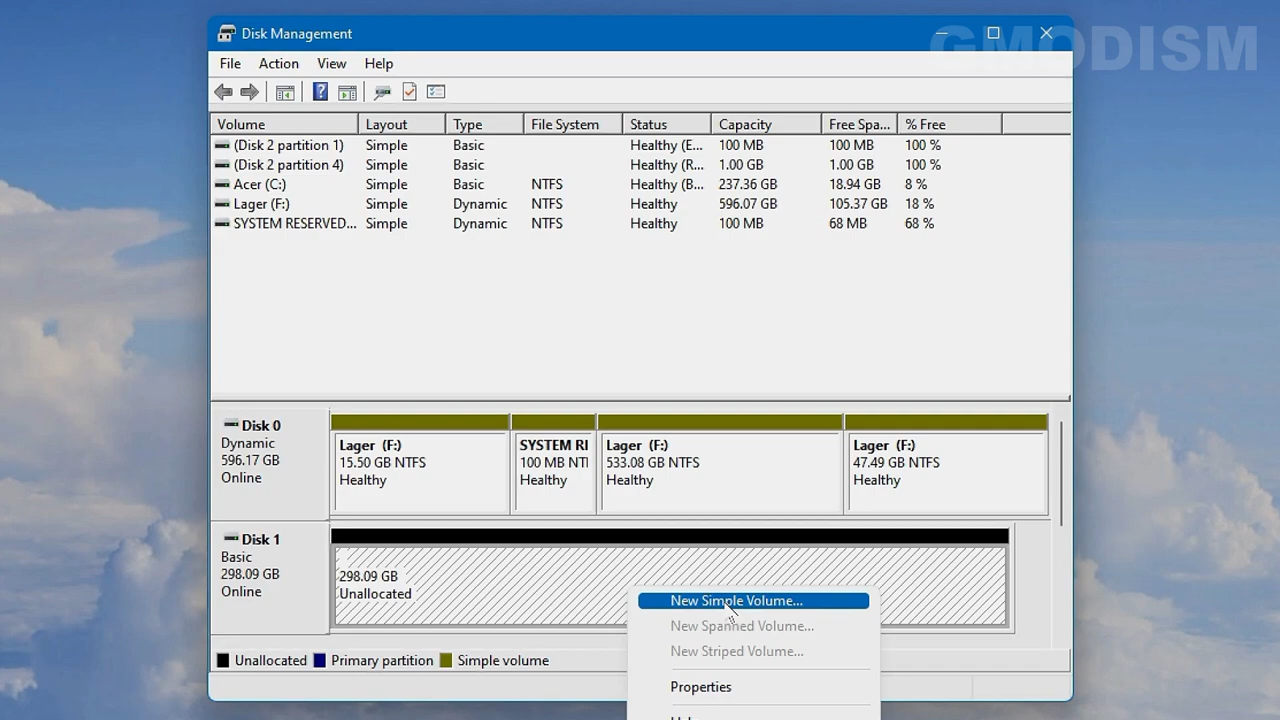 GMODISM
Disk Management
File Action View Help
Volume Layout Type File System Status Capacity Free Spa... % Free
(Disk 2 partition 1) Simple Basic Healthy (E... 100 MB 100 MB 100 %
(Disk 2 partition 4) Simple Basic Healthy (R... 1.00 GB 1.00 GB 100 %
Acer (C:) Simple Basic NTFS Healthy (B... 237.36 GB 18.94 GB 8 %
Lager (F:) Simple Dynamic NTFS Healthy 596.07 GB 105.37 GB 18 %
SYSTEM RESERVED... Simple Dynamic NTFS Healthy 100 MB 68 MB 68 %
Disk 0
Dynamic
596.17 GB
Online
Lager (F:)
15.50 GB NTFS
Healthy
SYSTEM RI
100 MB NTI
Healthy
Lager (F:)
533.08 GB NTFS
Healthy
Lager (F:)
47.49 GB NTFS
Healthy
Disk 1
Basic
298.09 GB
Online
298.09 GB
Unallocated
New Simple Volume...
New Spanned Volume...
New Striped Volume...
Properties
Unallocated Primary partition Simple volume